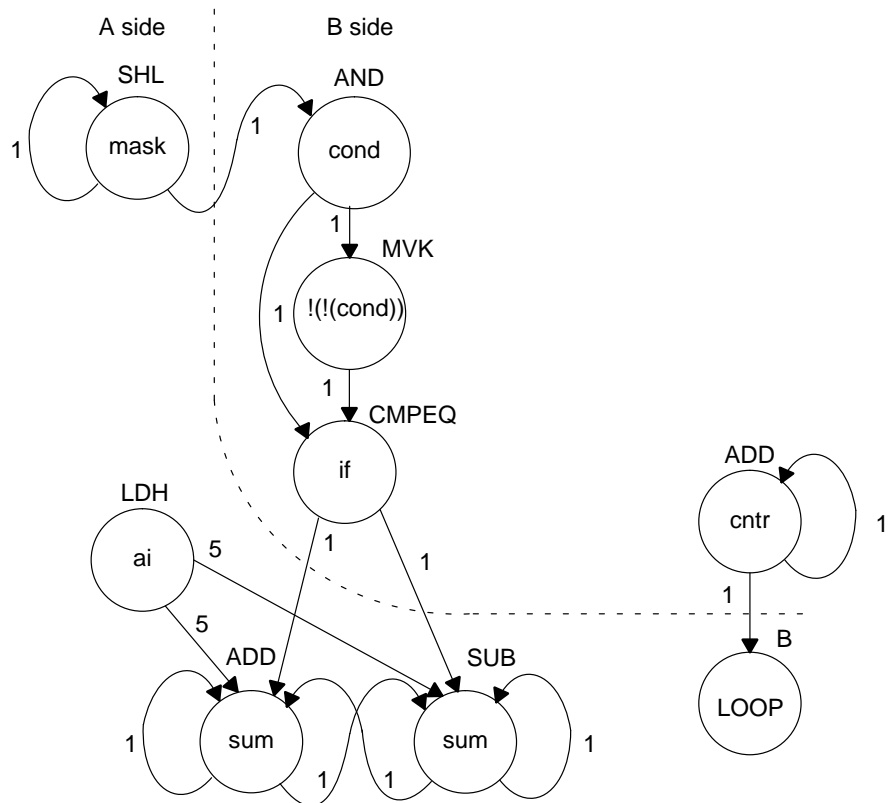 A side
B side
SHL
AND
1
mask
1
cond
1
MVK
1
!(!(cond))
1
CMPEQ
if
ADD
cntr
1
LDH
ai
5
1
1
1
5
ADD
SUB
B
1
sum
1
1
sum
1
LOOP